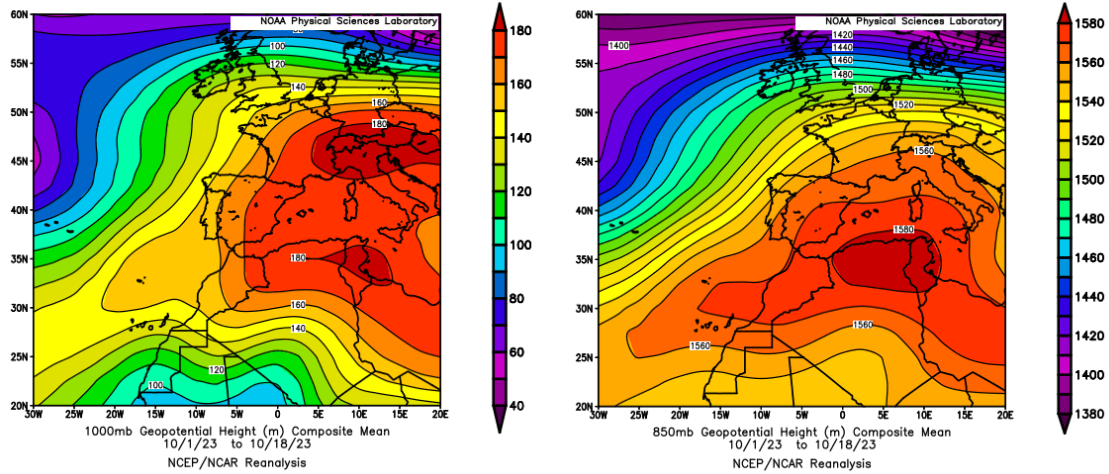 NOAA Physical Sciences Laboratory
60N
55N
50N
45N
40N
35N
30N
25N
20N
30W 25W 20W 15W 10W 5W 0 5E 10E 15E 20E
100
120
140
160
180
180
160
140
120
100
180
160
140
120
100
80
60
40
1000mb Geopotential Height (m) Composite Mean
10/1/23 to 10/18/23
NCEP/NCAR Reanalysis
NOAA Physical Sciences Laboratory
60N
55N
50N
45N
40N
35N
30N
25N
20N
30W 25W 20W 15W 10W 5W 0 5E 10E 15E 20E
1400
1420
1440
1460
1480
1500
1520
1560
1580
1560
1560
1580
1560
1540
1520
1500
1480
1460
1440
1420
1400
1380
850mb Geopotential Height (m) Composite Mean
10/1/23 to 10/18/23
NCEP/NCAR Reanalysis